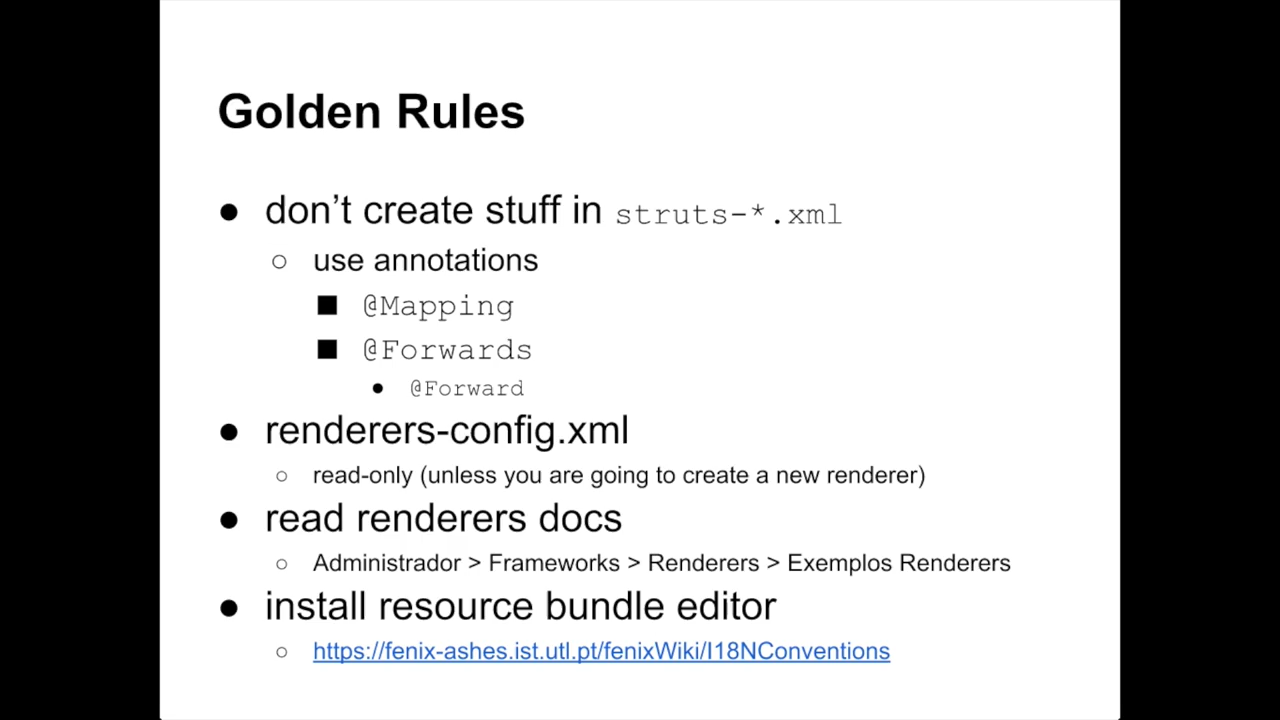 Golden Rules
● don’t create stuff in struts-*.xml
○ use annotations
■ @Mapping
■ @Forwards
● @Forward
● renderers-config.xml
○ read-only (unless you are going to create a new renderer)
● read renderers docs
○ Administrador > Frameworks > Renderers > Exemplos Renderers
● install resource bundle editor
○ https://fenix-ashes.ist.utl.pt/fenixWiki/I18NConventions